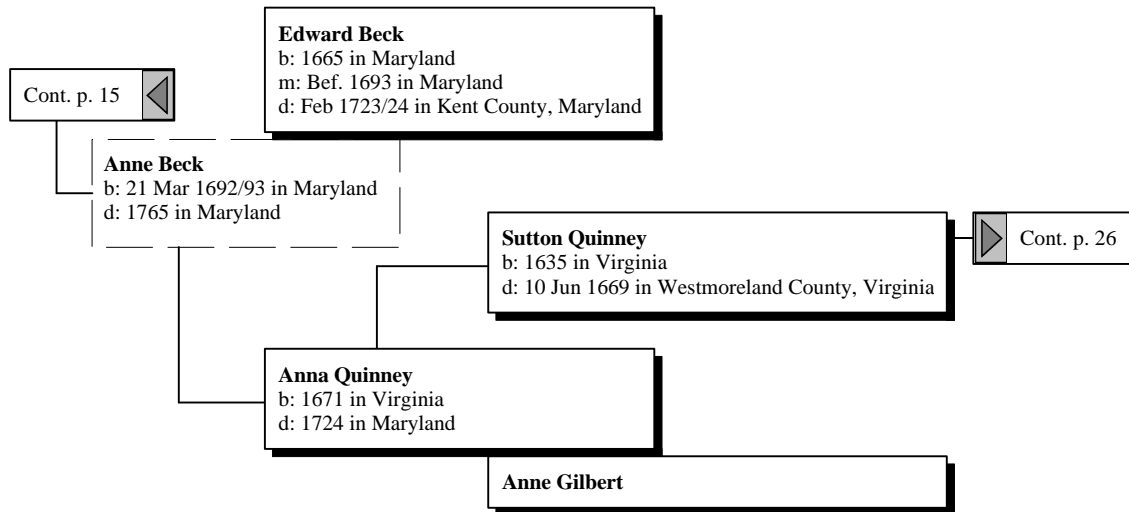 Edward Beck
b: 1665 in Maryland
m: Bef. 1693 in Maryland
d: Feb 1723/24 in Kent County, Maryland
Cont. p. 15
Anne Beck
b: 21 Mar 1692/93 in Maryland
d: 1765 in Maryland
Sutton Quinney
b: 1635 in Virginia
d: 10 Jun 1669 in Westmoreland County, Virginia
Cont. p. 26
Anna Quinney
b: 1671 in Virginia
d: 1724 in Maryland
Anne Gilbert